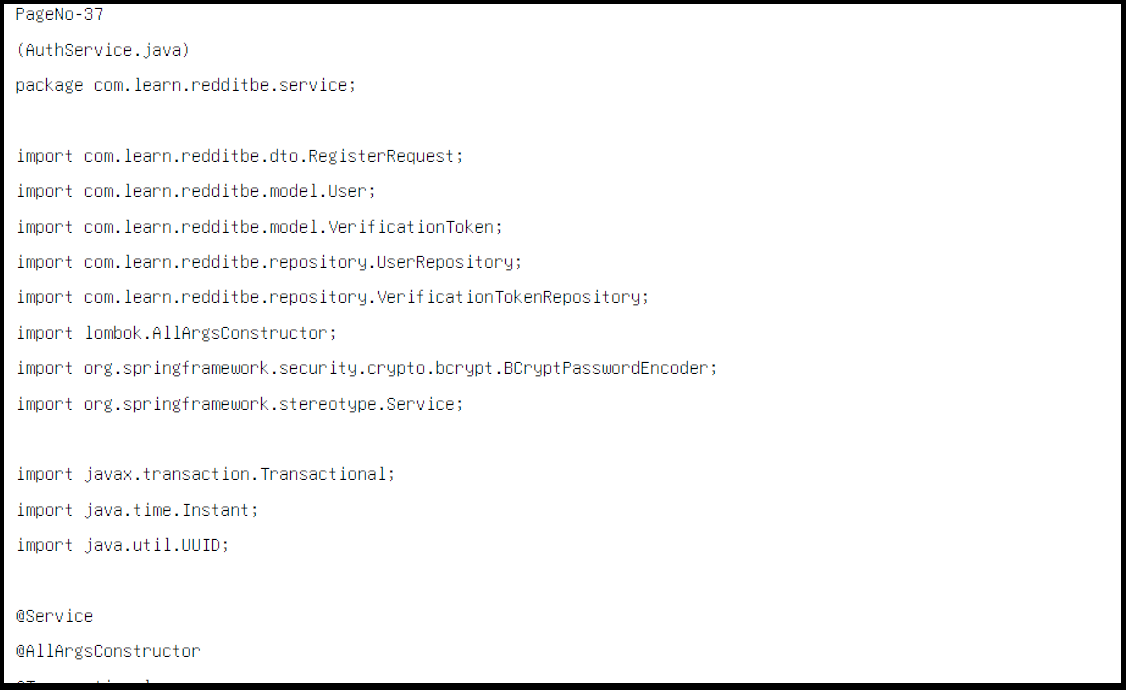 PageNo-37
(AuthService.java)
package com.learn.redditbe.service;
import com.learn.redditbe.dto.RegisterRequest;
import com.learn.redditbe.model.User;
import com.learn.redditbe.model.VerificationToken;
import com.learn.redditbe.repository.UserRepository;
import com.learn.redditbe.repository.VerificationTokenRepository;
import lombok.AllArgsConstructor;
import org.springframework.security.crypto.bcrypt.BCryptPasswordEncoder;
import org.springframework.stereotype.Service;
import javax.transaction.Transactional;
import java.time.Instant;
import java.util.UUID;
@Service
@AllArgsConstructor